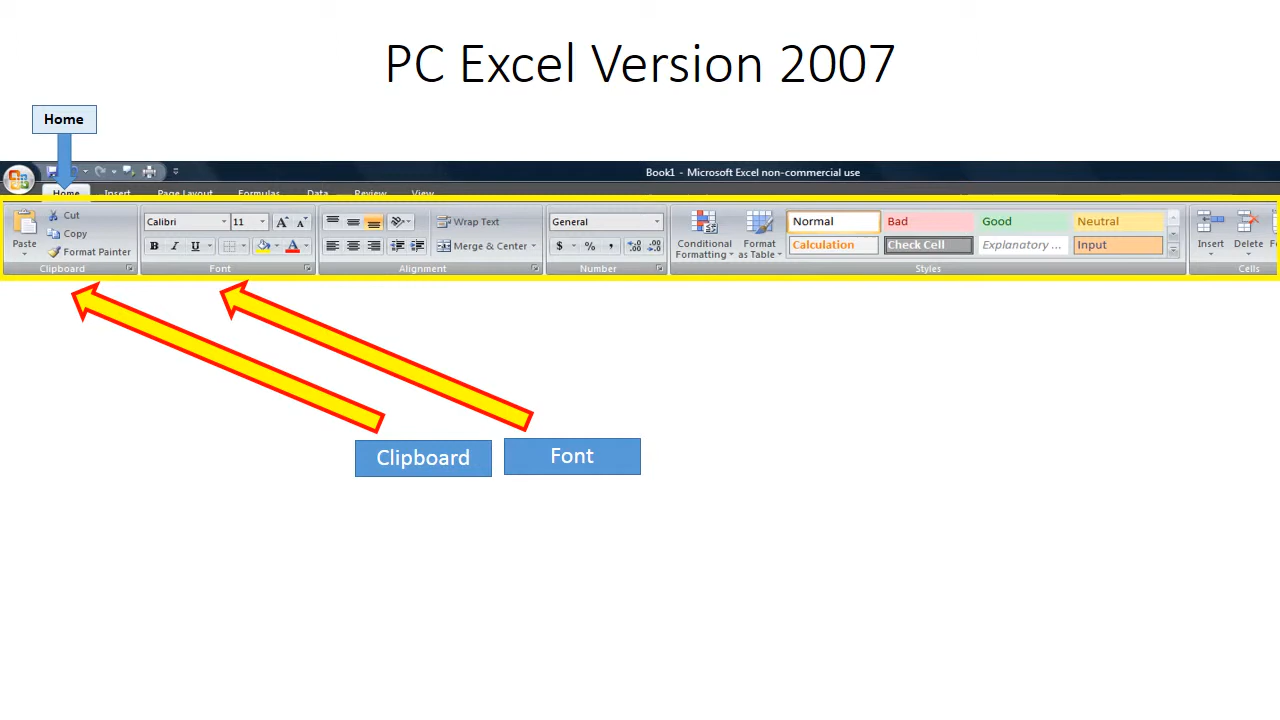 PC Excel Version 2007
Home
Book1 - Microsoft Excel non-commercial use
Home Insert Page Layout Formulas Data Review View
Paste
Cut
Copy
Format Painter
Clipboard
Calibri 11 A A
B I U A
Font
Wrap Text
Merge & Center
Alignment
General
$ % , .00 .00
Number
Conditional
Formatting
Format
as Table
Normal Bad Good Neutral
Calculation Check Cell Explanatory ... Input
Styles
Insert Delete
Cells
Clipboard
Font